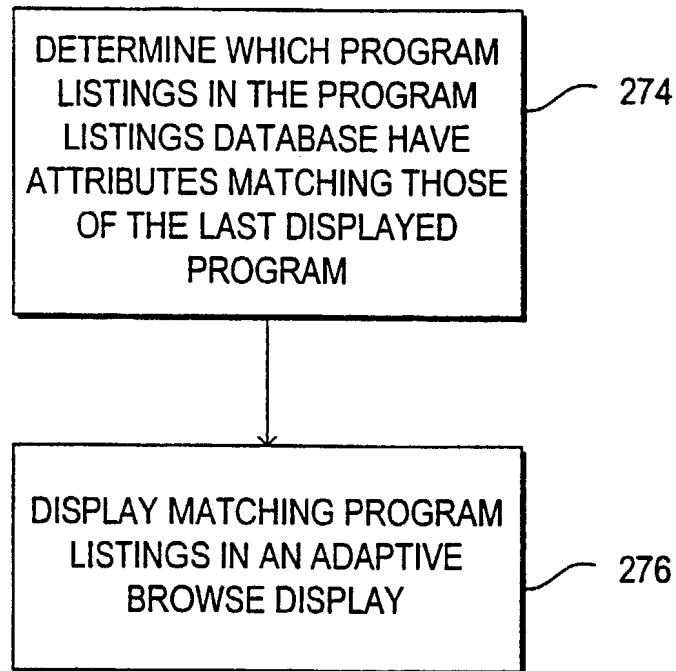 DETERMINE WHICH PROGRAM
LISTINGS IN THE PROGRAM
LISTINGS DATABASE HAVE
ATTRIBUTES MATCHING THOSE
OF THE LAST DISPLAYED
PROGRAM
274
DISPLAY MATCHING PROGRAM
LISTINGS IN AN ADAPTIVE
BROWSE DISPLAY
276